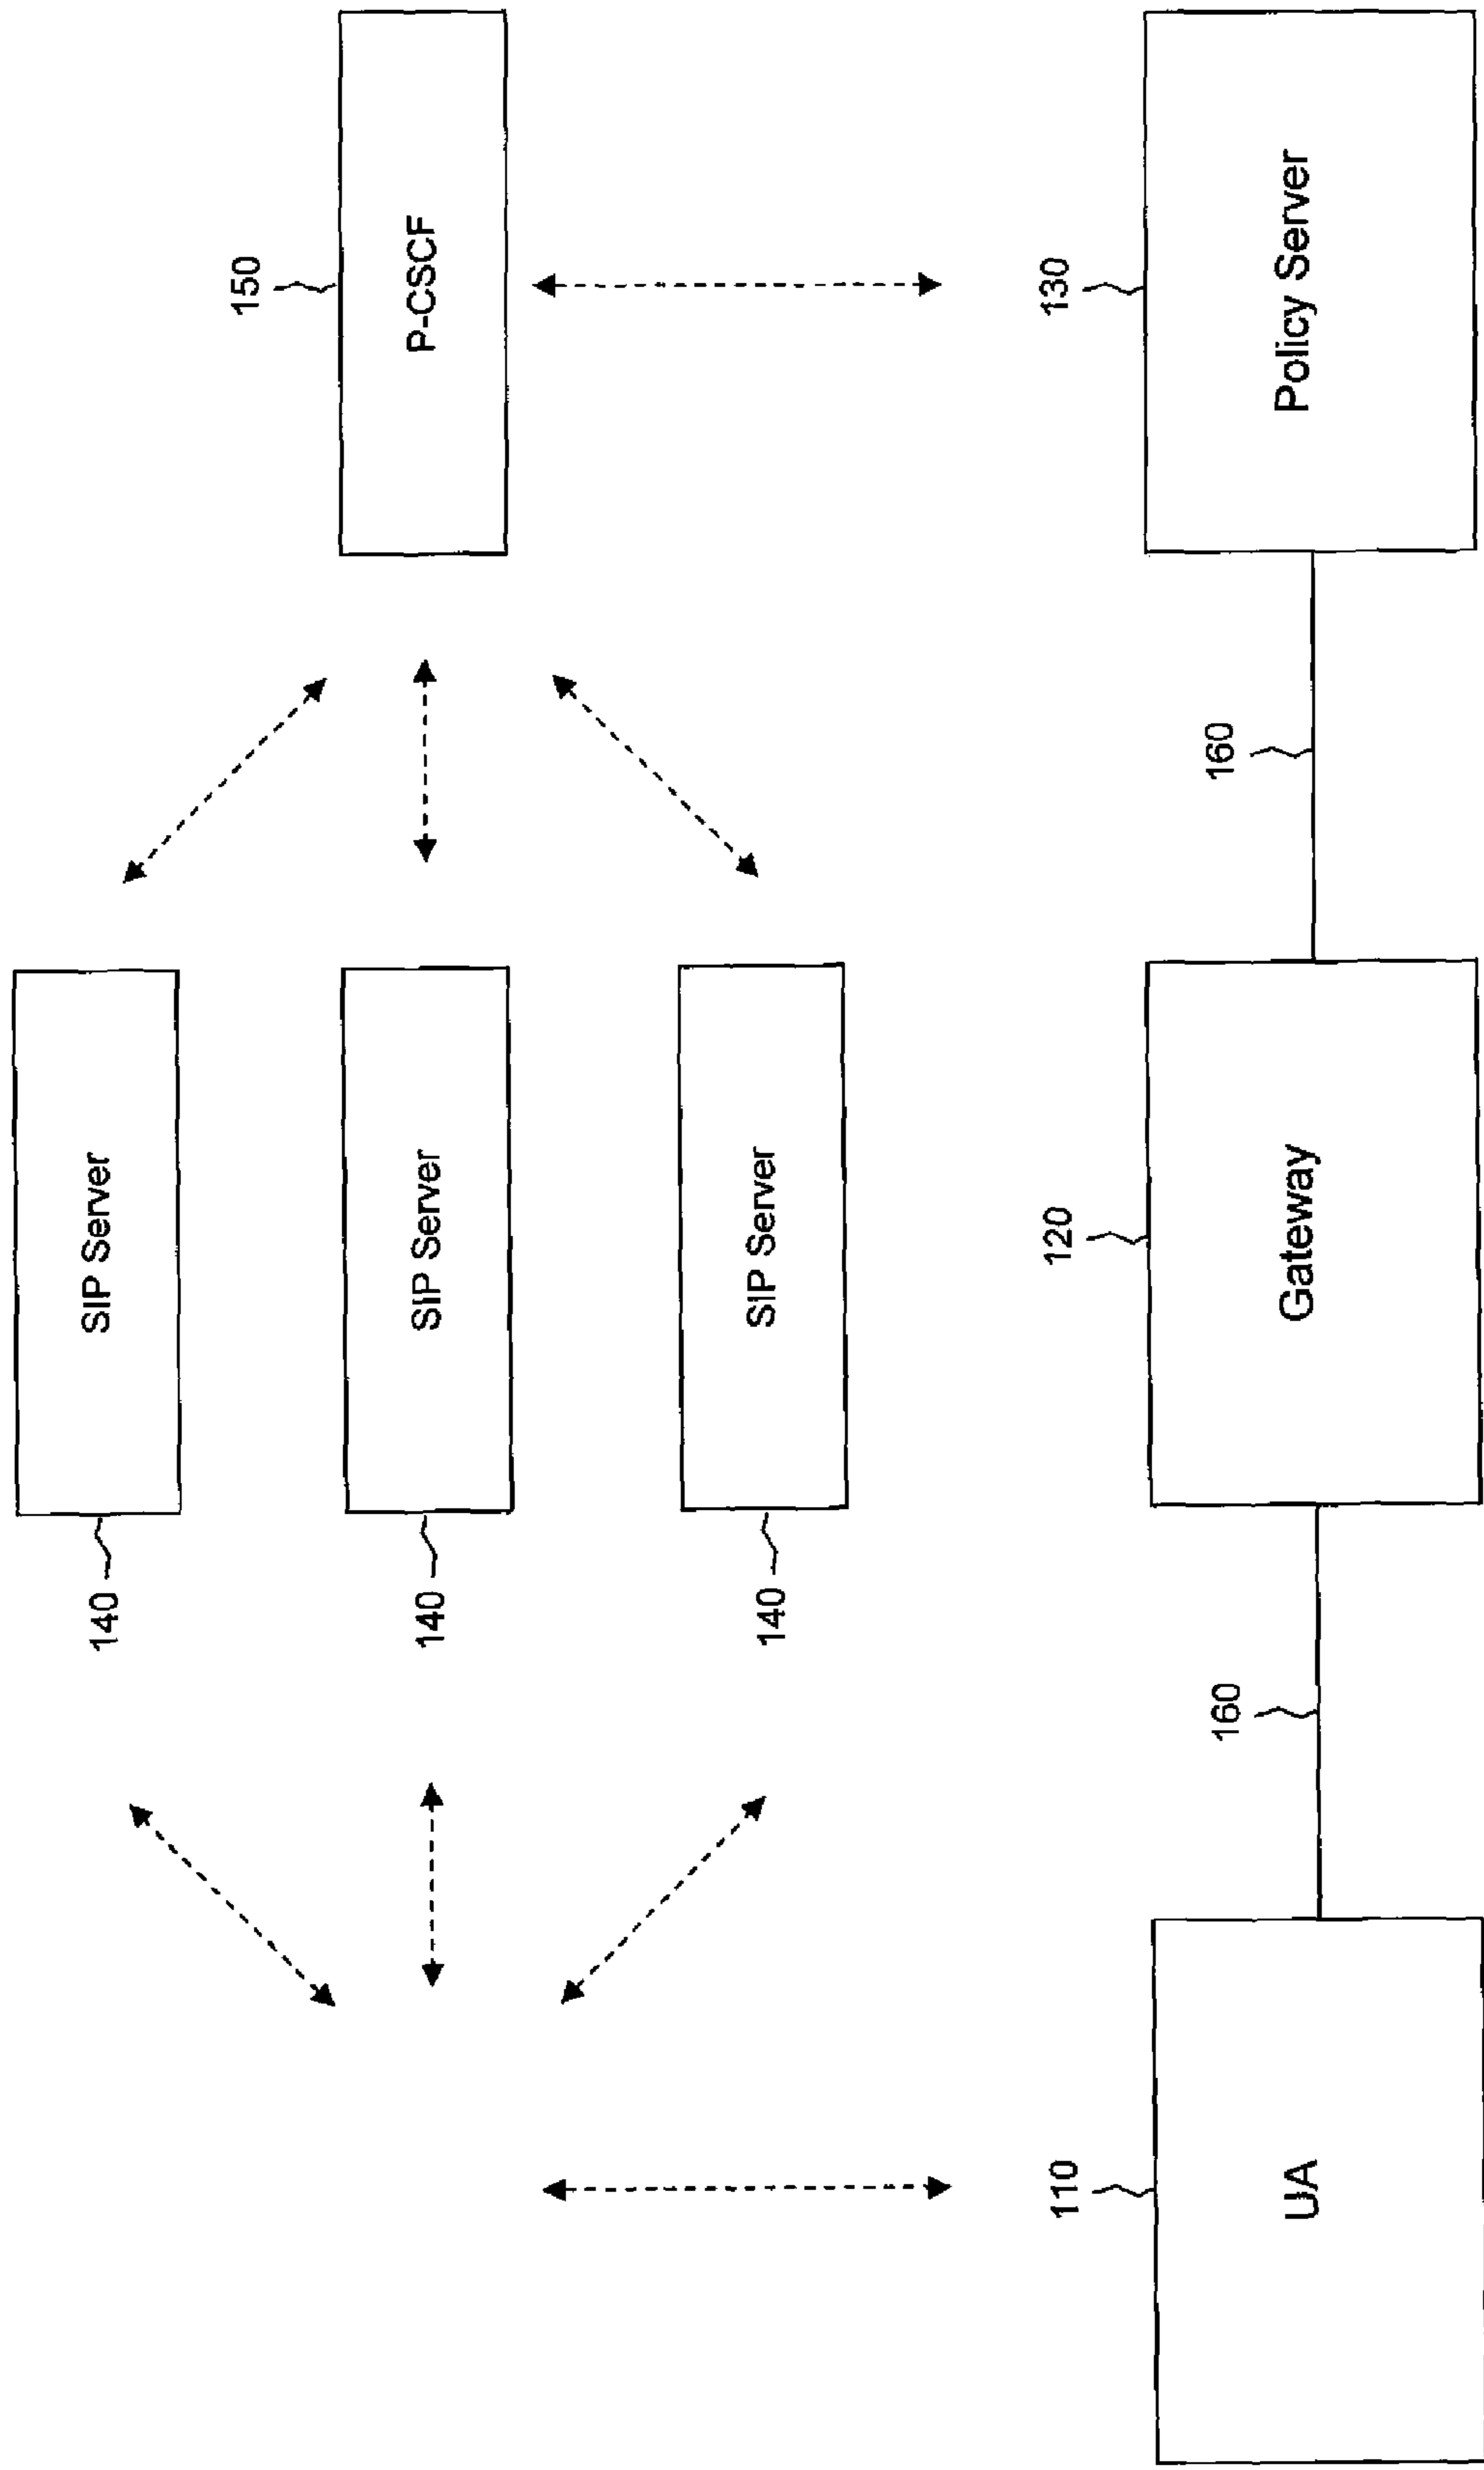 140
SIP Server
140
SIP Server
150
P-CSCF
140
SIP Server
110
UA
160
120
Gateway
160
130
Policy Server